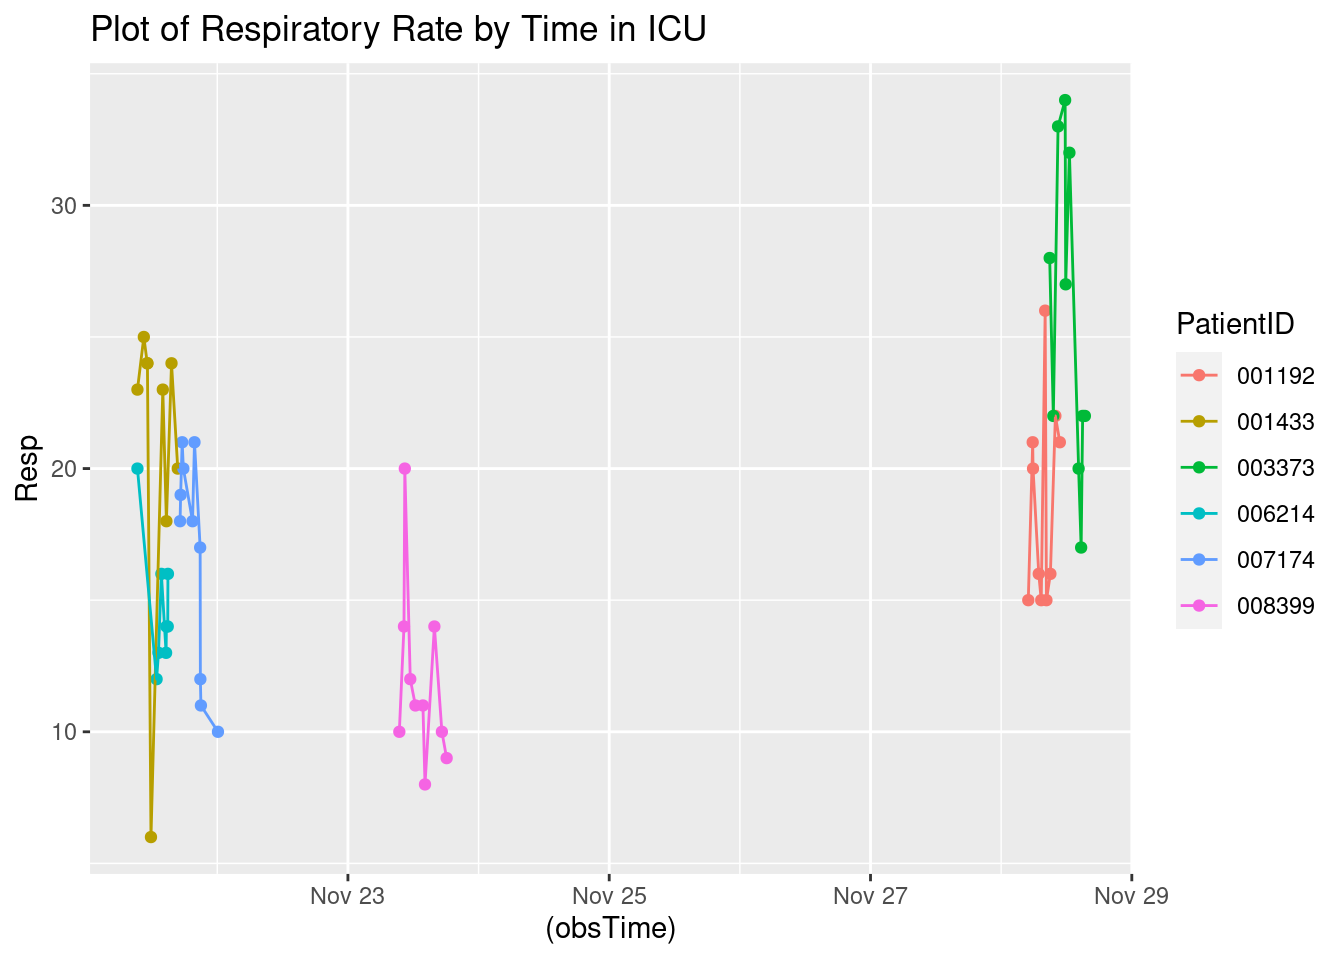 Plot of Respiratory Rate by Time in ICU
Resp
30
20
10
Nov 23
Nov 25
Nov 27
Nov 29
(obsTime)
PatientID
001192
001433
003373
006214
007174
008399